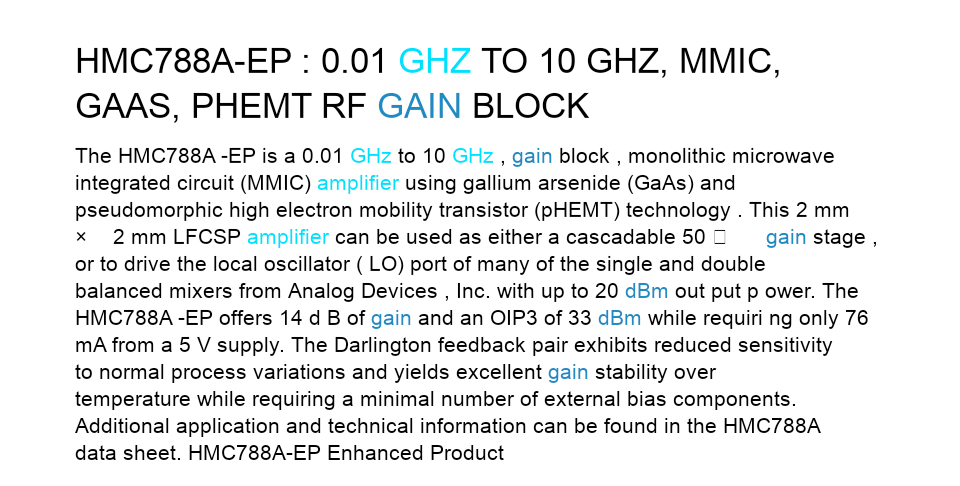 HMC788A-EP : 0.01 GHZ TO 10 GHZ, MMIC,
GAAS, PHEMT RF GAIN BLOCK
The HMC788A -EP is a 0.01 GHz to 10 GHz , gain block , monolithic microwave
integrated circuit (MMIC) amplifier using gallium arsenide (GaAs) and
pseudomorphic high electron mobility transistor (pHEMT) technology . This 2 mm
× 2 mm LFCSP amplifier can be used as either a cascadable 50 □ gain stage ,
or to drive the local oscillator ( LO) port of many of the single and double
balanced mixers from Analog Devices , Inc. with up to 20 dBm out put p ower. The
HMC788A -EP offers 14 d B of gain and an OIP3 of 33 dBm while requiri ng only 76
mA from a 5 V supply. The Darlington feedback pair exhibits reduced sensitivity
to normal process variations and yields excellent gain stability over
temperature while requiring a minimal number of external bias components.
Additional application and technical information can be found in the HMC788A
data sheet. HMC788A-EP Enhanced Product